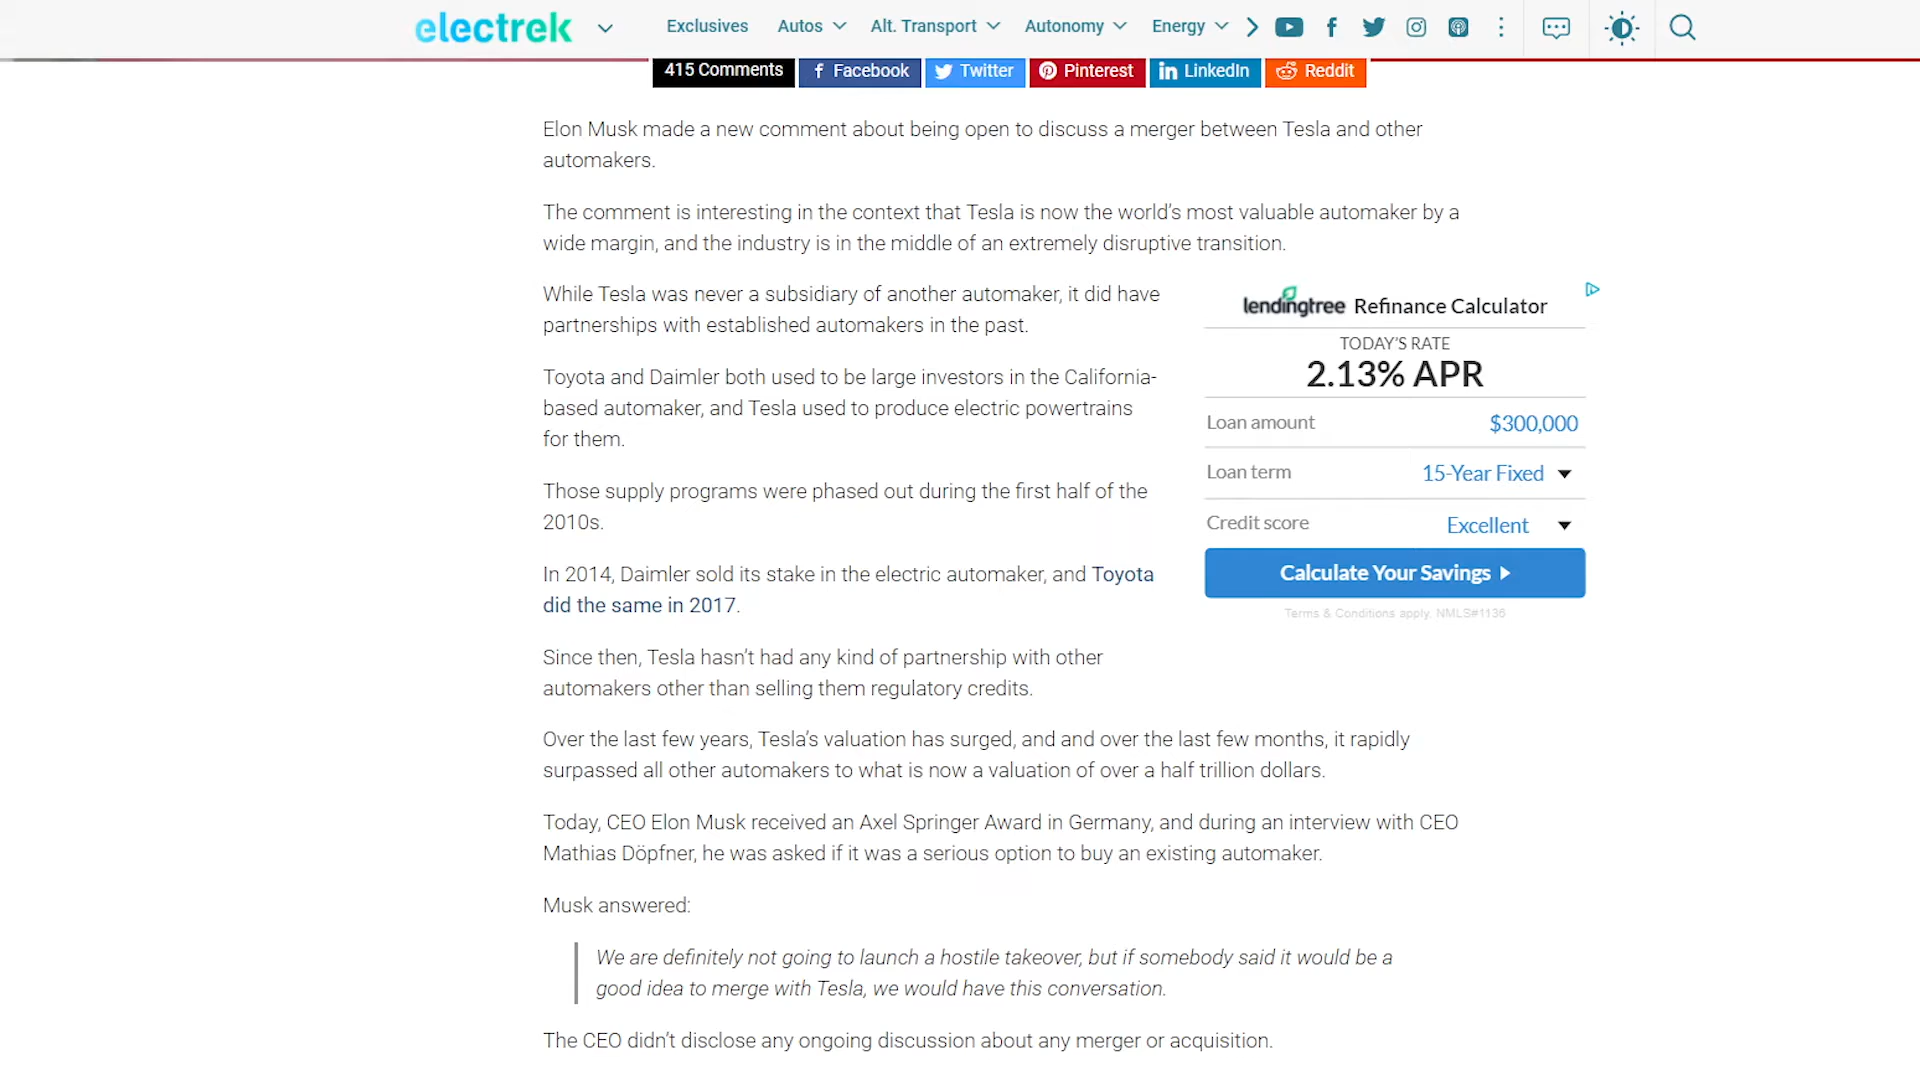 electrek
Exclusives Autos Alt. Transport Autonomy Energy
415 Comments Facebook Twitter Pinterest LinkedIn Reddit
Elon Musk made a new comment about being open to discuss a merger between Tesla and other
automakers.
The comment is interesting in the context that Tesla is now the world’s most valuable automaker by a
wide margin, and the industry is in the middle of an extremely disruptive transition.
While Tesla was never a subsidiary of another automaker, it did have
partnerships with established automakers in the past.
Toyota and Daimler both used to be large investors in the California-
based automaker, and Tesla used to produce electric powertrains
for them.
Those supply programs were phased out during the first half of the
2010s.
In 2014, Daimler sold its stake in the electric automaker, and Toyota
did the same in 2017.
Since then, Tesla hasn’t had any kind of partnership with other
automakers other than selling them regulatory credits.
lendingtree Refinance Calculator
TODAY’S RATE
2.13% APR
Loan amount $300,000
Loan term 15-Year Fixed
Credit score Excellent
Calculate Your Savings
Terms & Conditions apply. NMLS#1136
Over the last few years, Tesla’s valuation has surged, and and over the last few months, it rapidly
surpassed all other automakers to what is now a valuation of over a half trillion dollars.
Today, CEO Elon Musk received an Axel Springer Award in Germany, and during an interview with CEO
Mathias Döpfner, he was asked if it was a serious option to buy an existing automaker.
Musk answered:
We are definitely not going to launch a hostile takeover, but if somebody said it would be a
good idea to merge with Tesla, we would have this conversation.
The CEO didn’t disclose any ongoing discussion about any merger or acquisition.